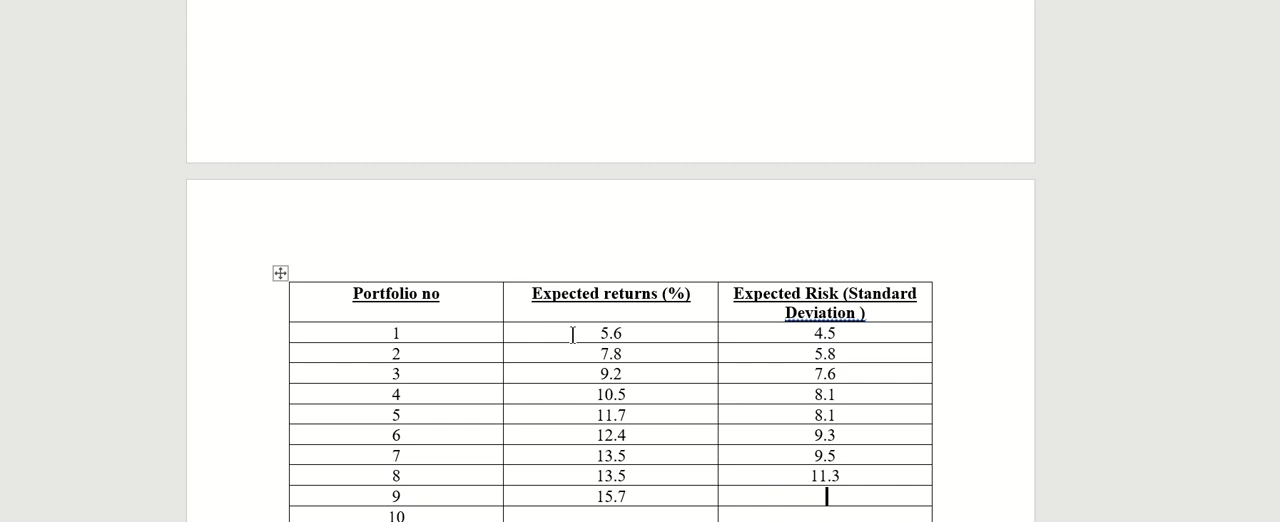 Portfolio no Expected returns (%) Expected Risk (Standard
Deviation )
1 5.6 4.5
2 7.8 5.8
3 9.2 7.6
4 10.5 8.1
5 11.7 8.1
6 12.4 9.3
7 13.5 9.5
8 13.5 11.3
9 15.7
10